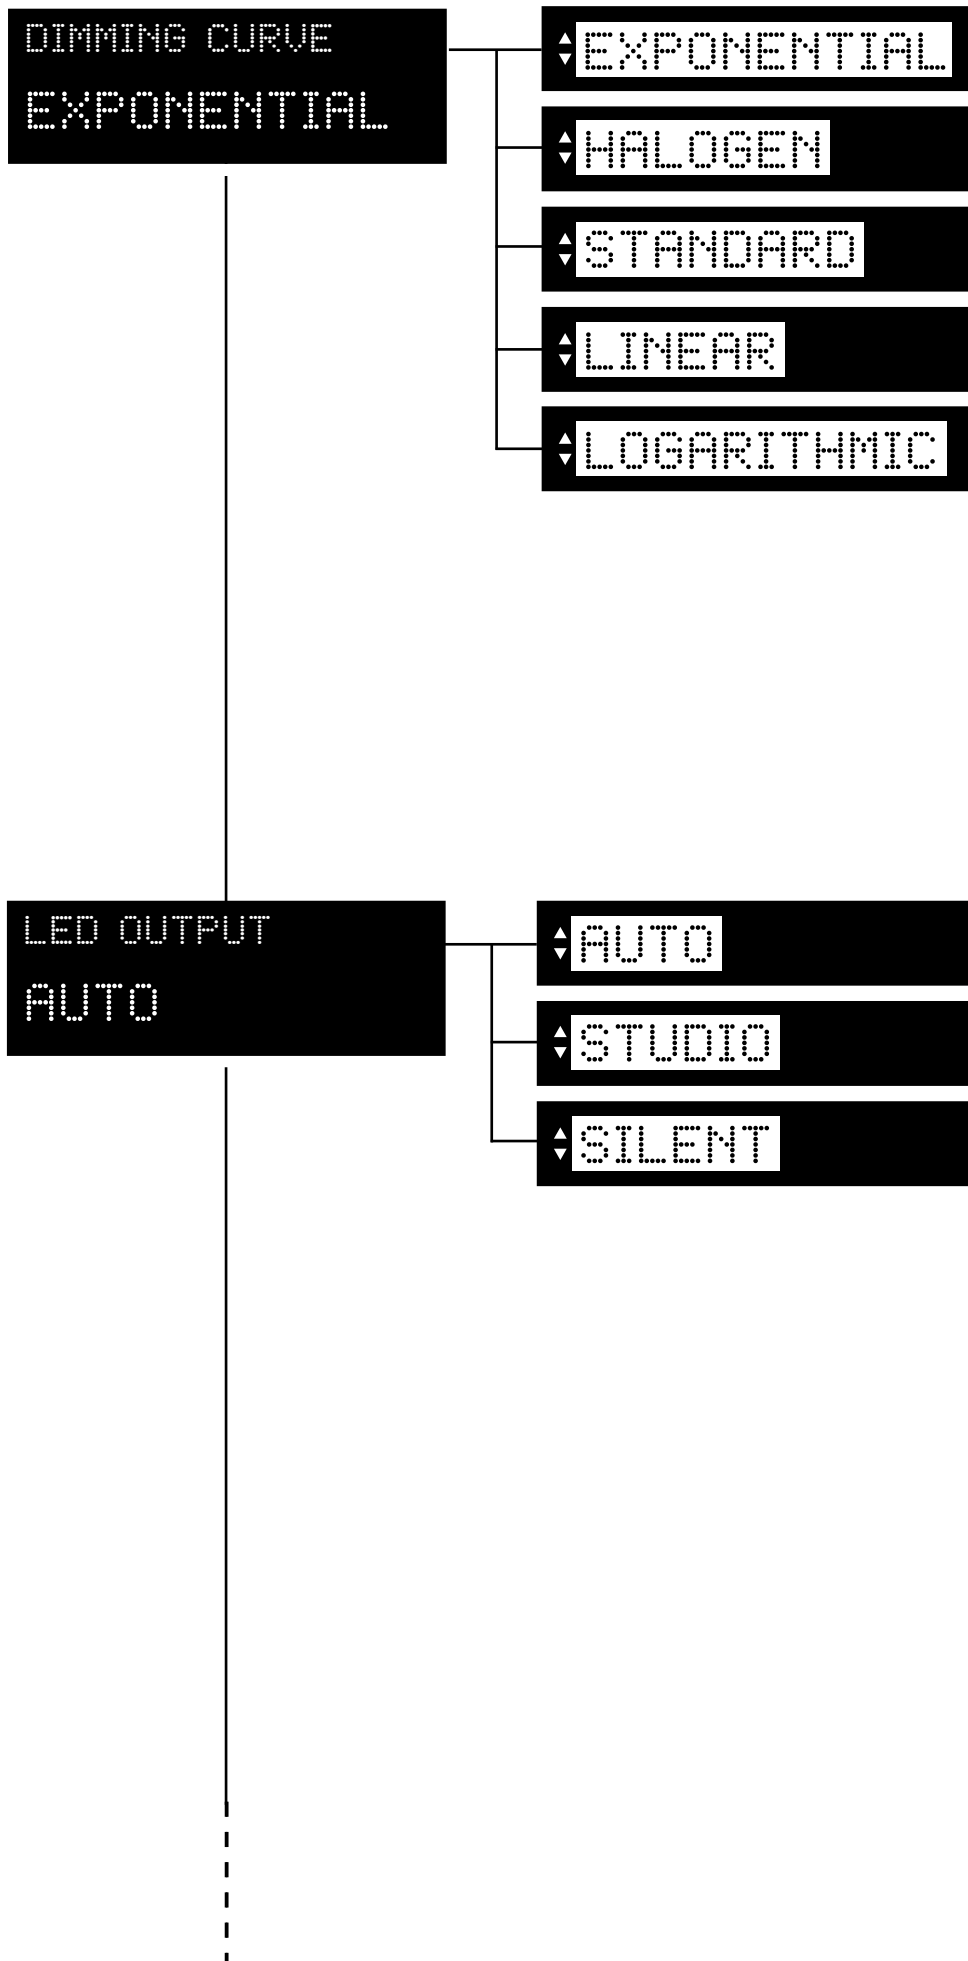 DIMMING CURVE
EXPONENTIAL
EXPONENTIAL
HALOGEN
STANDARD
LINEAR
LOGARITHMIC
LED OUTPUT
AUTO
AUTO
STUDIO
SILENT